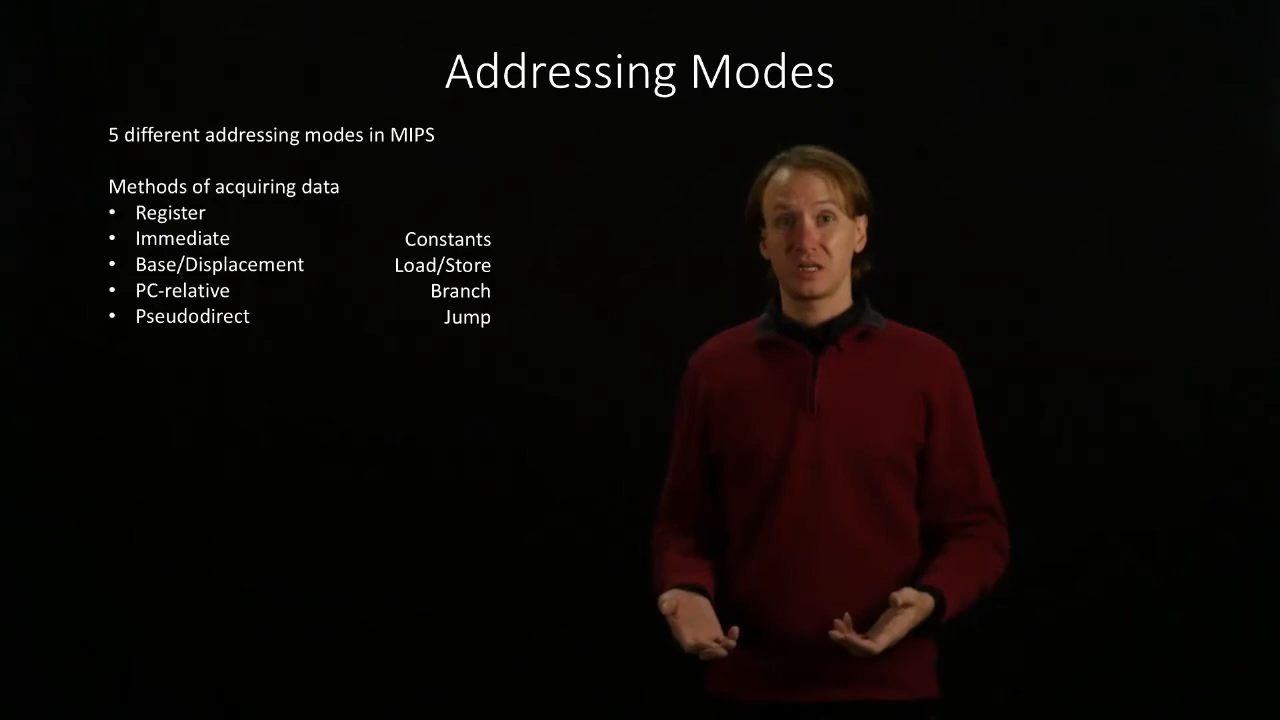 Addressing Modes
5 different addressing modes in MIPS
Methods of acquiring data
• Register
• Immediate Constants
• Base/Displacement Load/Store
• PC-relative Branch
• Pseudodirect Jump